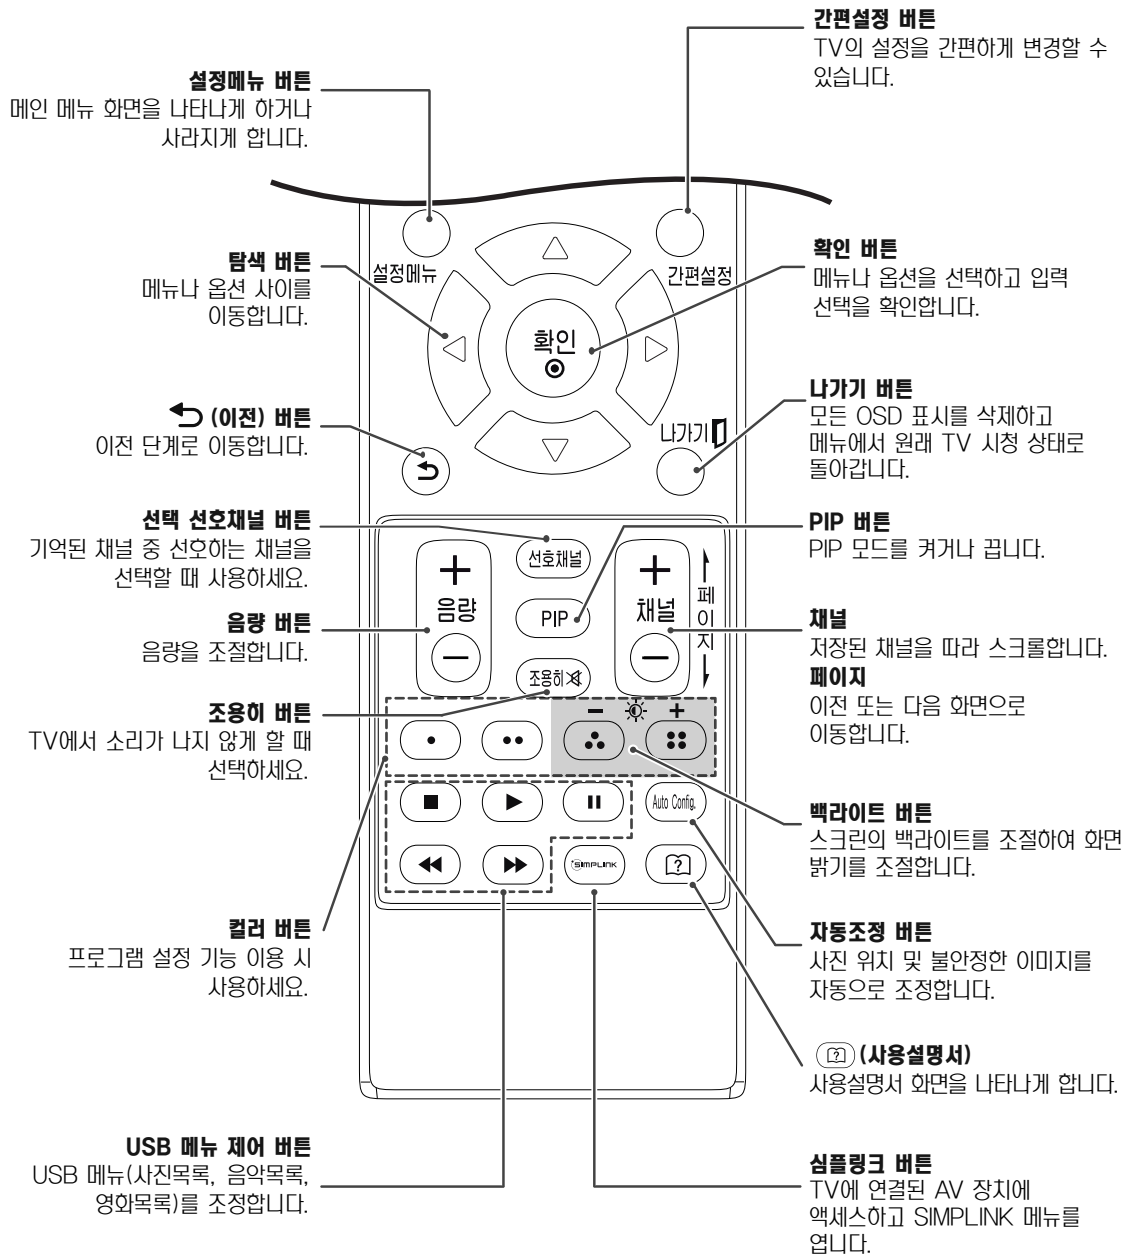 간편설정 버튼
TV의 설정을 간편하게 변경할 수
있습니다.
설정메뉴 버튼
메인 메뉴 화면을 나타나게 하거나
사라지게 합니다.
탐색 버튼
메뉴나 옵션 사이를
이동합니다.
확인 버튼
메뉴나 옵션을 선택하고 입력
선택을 확인합니다.
설정메뉴
간편설정
확인
(이전) 버튼
이전 단계로 이동합니다.
나가기 버튼
모든 OSD 표시를 삭제하고
메뉴에서 원래 TV 시청 상태로
돌아갑니다.
나가기
선택 선호채널 버튼
기억된 채널 중 선호하는 채널을
선택할 때 사용하세요.
PIP 버튼
PIP 모드를 켜거나 끕니다.
음량 버튼
음량을 조절합니다.
채널
저장된 채널을 따라 스크롤합니다.
페이지
이전 또는 다음 화면으로
이동합니다.
+
음량
−
선호채널
PIP
조용히
+
채널
−
페이지
조용히 버튼
TV에서 소리가 나지 않게 할 때
선택하세요.
− +
Auto Config.
SIMPLINK
?
백라이트 버튼
스크린의 백라이트를 조절하여 화면
밝기를 조절합니다.
컬러 버튼
프로그램 설정 기능 이용 시
사용하세요.
자동조정 버튼
사진 위치 및 불안정한 이미지를
자동으로 조정합니다.
? (사용설명서)
사용설명서 화면을 나타나게 합니다.
USB 메뉴 제어 버튼
USB 메뉴(사진목록, 음악목록,
영화목록)를 조정합니다.
심플링크 버튼
TV에 연결된 AV 장치에
액세스하고 SIMPLINK 메뉴를
엽니다.